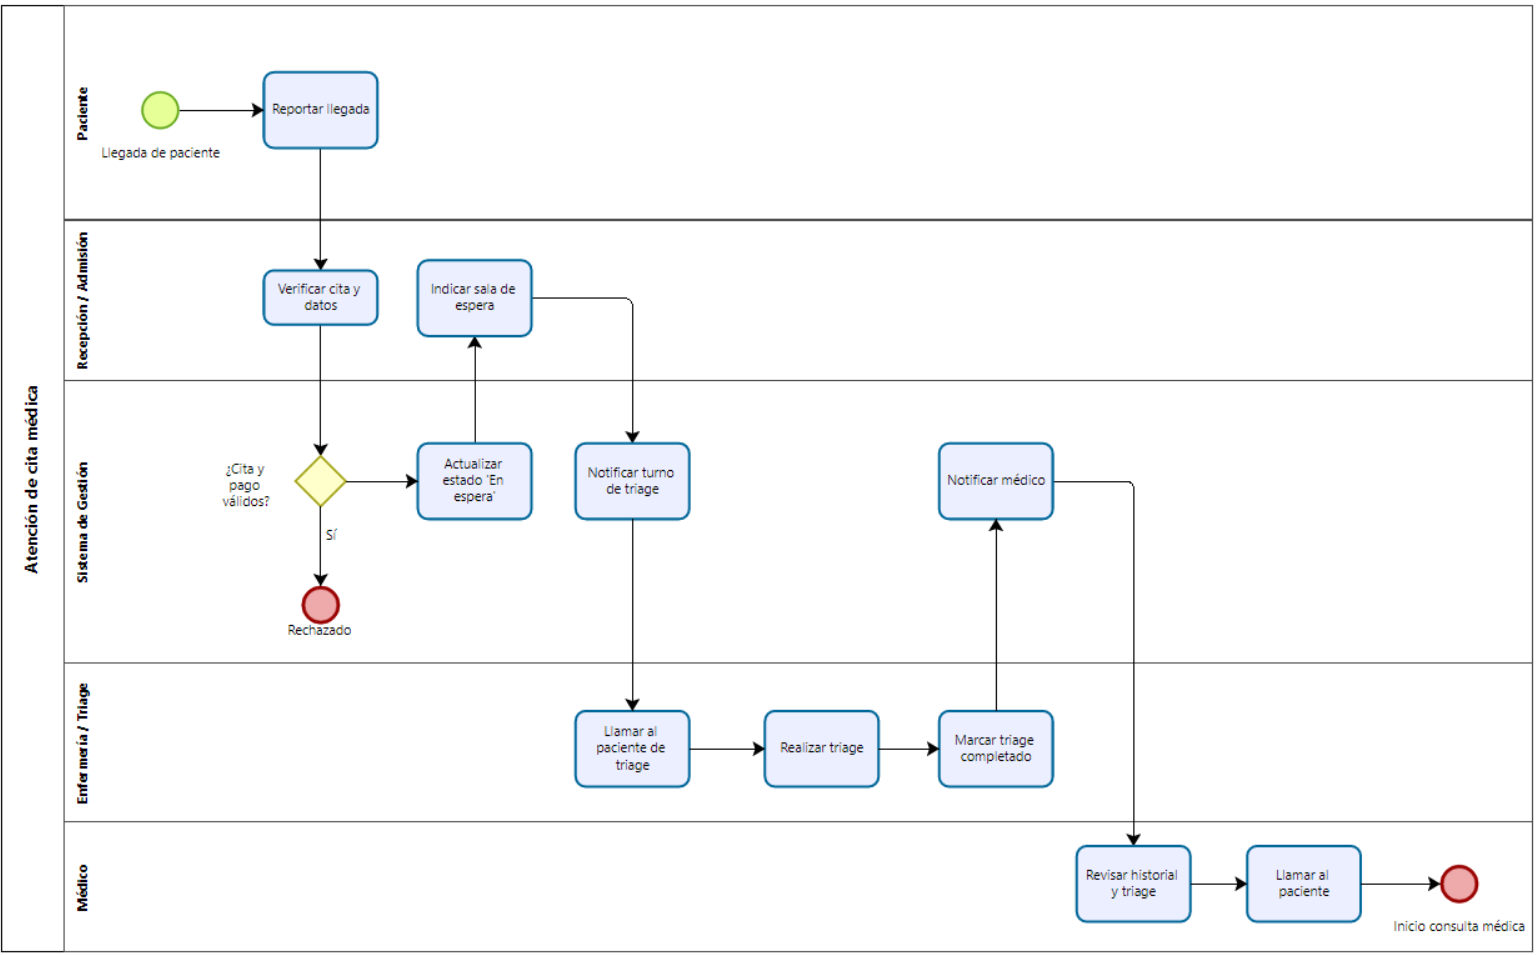 Atención de cita médica
Paciente
Llegada de paciente
Reportar llegada
Recepción / Admisión
Verificar cita y
datos
Indicar sala de
espera
Sistema de Gestión
¿Cita y
pago
válidos?
Sí
Rechazado
Actualizar
estado 'En
espera'
Notificar turno
de triage
Notificar médico
Enfermería / Triage
Llamar al
paciente de
triage
Realizar triage
Marcar triage
completado
Médico
Revisar historial
y triage
Llamar al
paciente
Inicio consulta médica